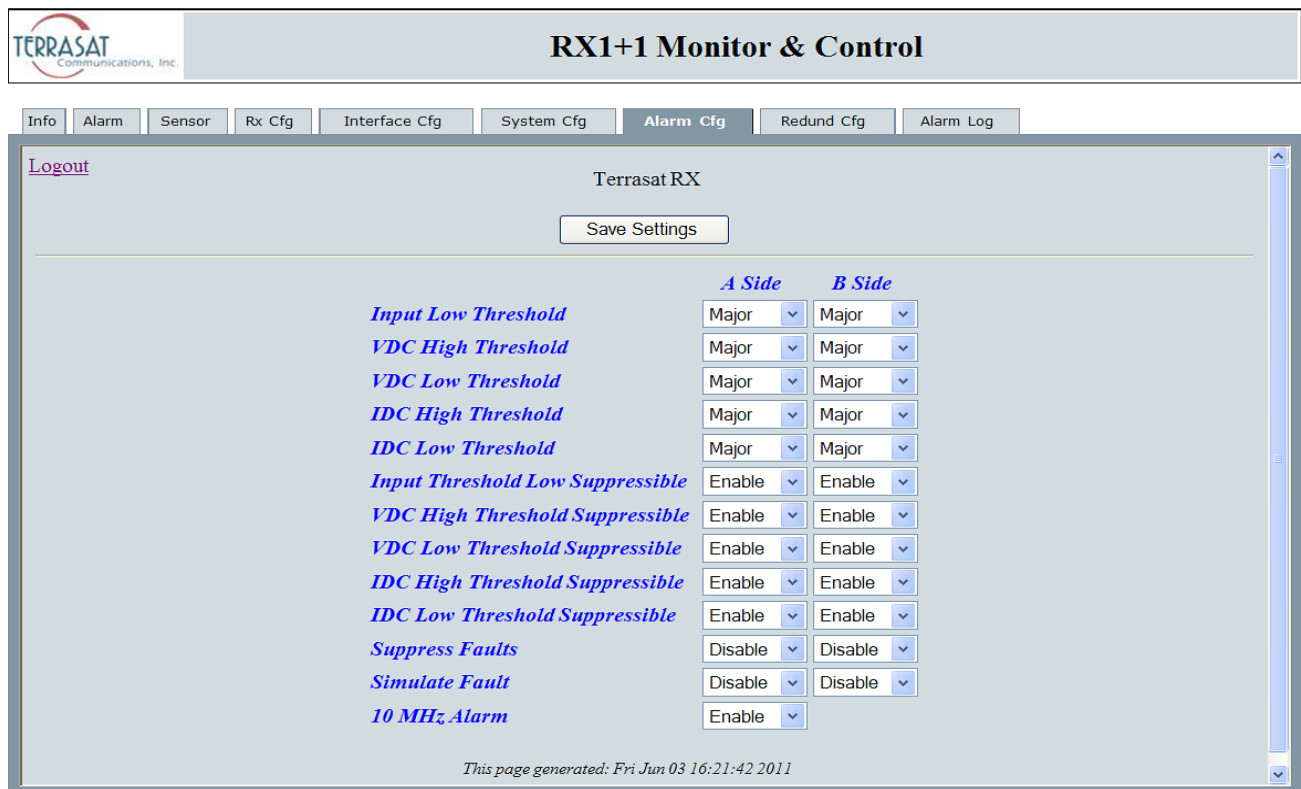 TERRASAT
Communications, Inc.
RX1+1 Monitor & Control
Info Alarm Sensor Rx Cfg Interface Cfg System Cfg Alarm Cfg Redund Cfg Alarm Log
Logout
Terrasat RX
Save Settings
A Side B Side
Input Low Threshold Major Major
VDC High Threshold Major Major
VDC Low Threshold Major Major
IDC High Threshold Major Major
IDC Low Threshold Major Major
Input Threshold Low Suppressible Enable Enable
VDC High Threshold Suppressible Enable Enable
VDC Low Threshold Suppressible Enable Enable
IDC High Threshold Suppressible Enable Enable
IDC Low Threshold Suppressible Enable Enable
Suppress Faults Disable Disable
Simulate Fault Disable Disable
10 MHz Alarm Enable
This page generated: Fri Jun 03 16:21:42 2011